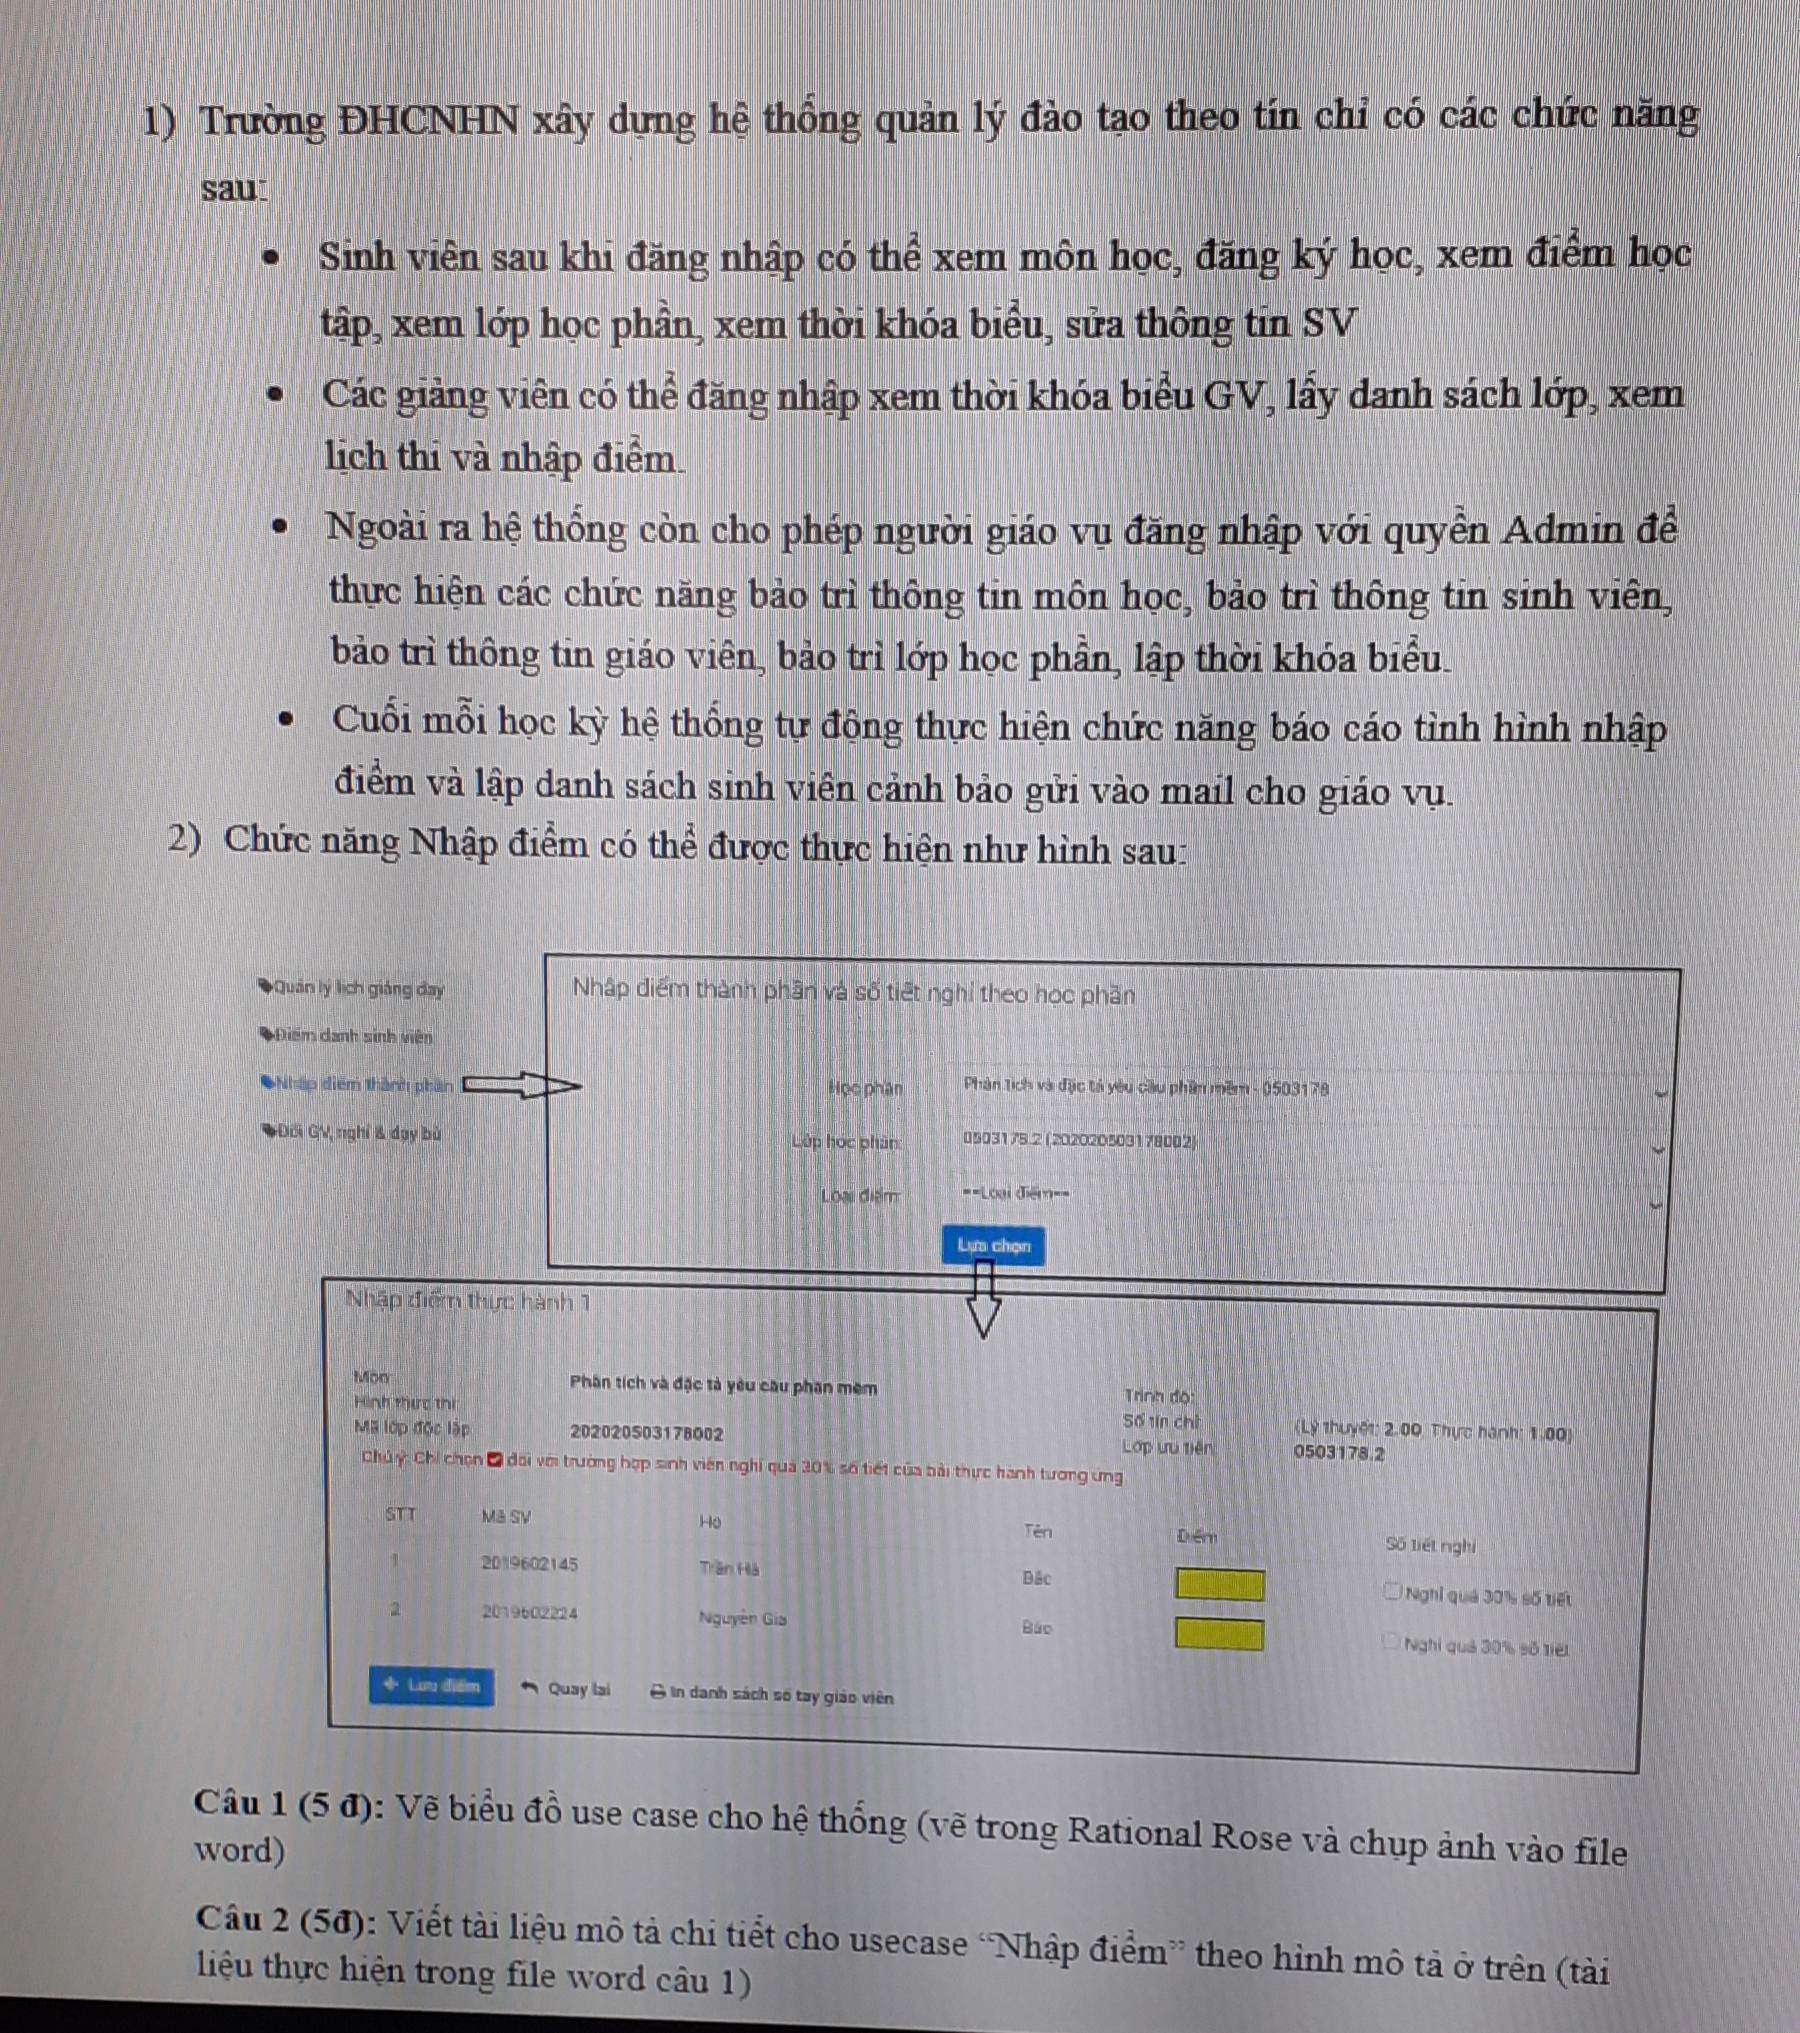 1) Trường ĐHCNHN xây dựng hệ thống quản lý đào tạo theo tín chỉ có các chức năng
sau:
• Sinh viên sau khi đăng nhập có thể xem môn học, đăng ký học, xem điểm học
tập, xem lớp học phần, xem thời khóa biểu, sửa thông tin SV
• Các giảng viên có thể đăng nhập xem thời khóa biểu GV, lấy danh sách lớp, xem
lịch thi và nhập điểm.
• Ngoài ra hệ thống còn cho phép người giáo vụ đăng nhập với quyền Admin để
thực hiện các chức năng bảo trì thông tin môn học, bảo trì thông tin sinh viên,
bảo trì thông tin giáo viên, bảo trì lớp học phần, lập thời khóa biểu.
• Cuối mỗi học kỳ hệ thống tự động thực hiện chức năng báo cáo tình hình nhập
điểm và lập danh sách sinh viên cảnh bảo gửi vào mail cho giáo vụ.
2) Chức năng Nhập điểm có thể được thực hiện như hình sau:
Quản lý lịch giảng dạy
Điểm danh sinh viên
Nhập điểm thành phần
Đổi GV, nghỉ & dạy bù
Nhập điểm thành phần và số tiết nghỉ theo học phần
Học phần Phân tích và đặc tả yêu cầu phần mềm - 0503178
Lớp học phần: 0503178.2 (202020503178002)
Loại điểm: ==Loại điểm==
Lựa chọn
Nhập điểm thực hành 1
Môn Phân tích và đặc tả yêu cầu phần mềm Trình độ:
Hình thực thi Số tín chỉ (Lý thuyết: 2.00 Thực hành: 1.00)
Mã lớp độc lập 202020503178002 Lớp ưu tiên 0503178.2
Chú ý: Chỉ chọn ☑ đối với trường hợp sinh viên nghỉ quá 30% số tiết của bài thực hành tương ứng
STT Mã SV Họ Tên Điểm Số tiết nghỉ
1 2019602145 Trần Hà Bắc Nghỉ quá 30% số tiết
2 2019602224 Nguyễn Gia Bảo Nghỉ quá 30% số tiết
Lưu điểm Quay lại In danh sách sổ tay giáo viên
Câu 1 (5 đ): Vẽ biểu đồ use case cho hệ thống (vẽ trong Rational Rose và chụp ảnh vào file
word)
Câu 2 (5đ): Viết tài liệu mô tả chi tiết cho usecase “Nhập điểm” theo hình mô tả ở trên (tài
liệu thực hiện trong file word câu 1)